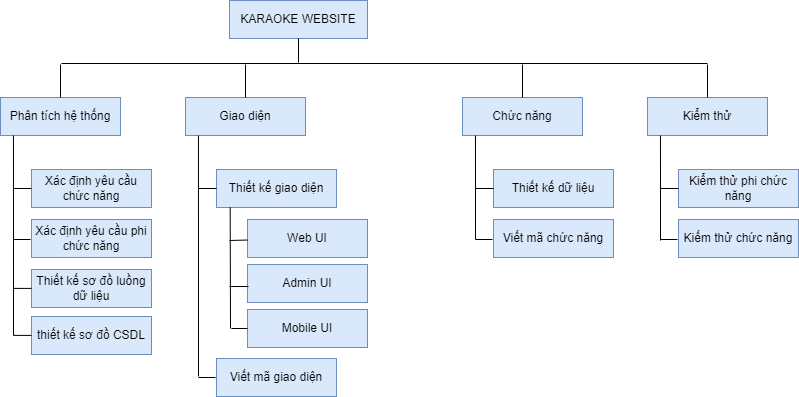 KARAOKE WEBSITE
Phân tích hệ thống
Giao diện
Chức năng
Kiểm thử
Xác định yêu cầu
chức năng
Xác định yêu cầu phi
chức năng
Thiết kế sơ đồ luồng
dữ liệu
thiết kế sơ đồ CSDL
Thiết kế giao diện
Web UI
Admin UI
Mobile UI
Viết mã giao diện
Thiết kế dữ liệu
Viết mã chức năng
Kiểm thử phi chức
năng
Kiểm thử chức năng